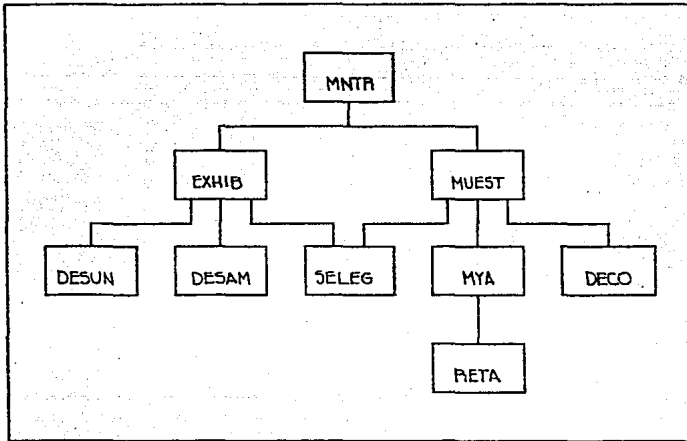 MNTR
EXHIB MUEST
DESUN DESAM SELEG MYA DECO
RETA